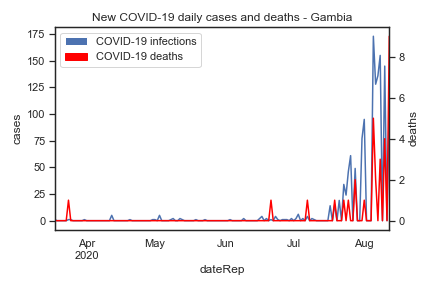 New COVID-19 daily cases and deaths - Gambia
COVID-19 infections
COVID-19 deaths
175
150
125
100
75
50
25
0
cases
8
6
4
2
0
deaths
Apr
2020
May
Jun
Jul
Aug
dateRep